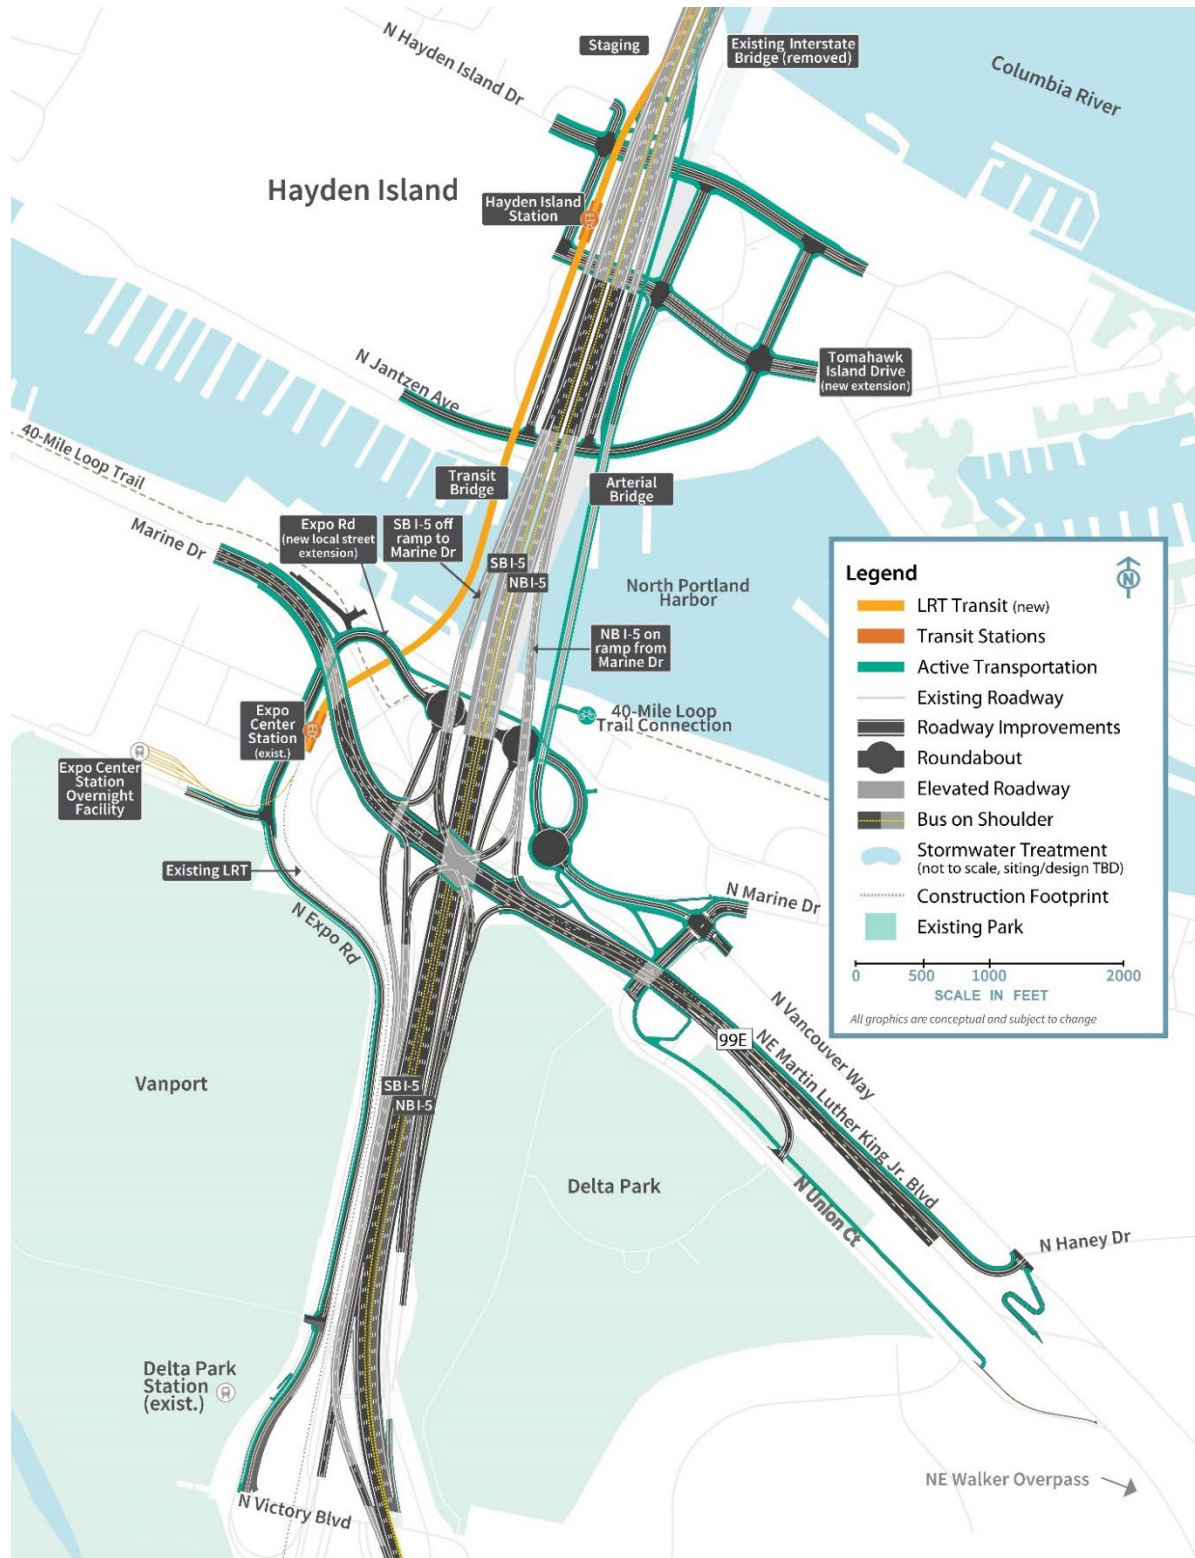 N Hayden Island Dr
Staging
Existing Interstate
Bridge (removed)
Columbia River
Hayden Island
Hayden Island
Station
N Jantzen Ave
Tomahawk
Island Drive
(new extension)
40-Mile Loop Trail
Transit
Bridge
Arterial
Bridge
Marine Dr
Expo Rd
(new local street
extension)
SB I-5 off
ramp to
Marine Dr
SB I-5
NB I-5
North Portland
Harbor
NB I-5 on
ramp from
Marine Dr
40-Mile Loop
Trail Connection
Expo
Center
Station
(exist.)
Expo Center
Station
Overnight
Facility
Existing LRT
N Expo Rd
N Marine Dr
N Vancouver Way
99E
NE Martin Luther King Jr. Blvd
Vanport
SB I-5
NB I-5
Delta Park
N Union Ct
N Haney Dr
Delta Park
Station
(exist.)
N Victory Blvd
NE Walker Overpass
Legend
N
LRT Transit (new)
Transit Stations
Active Transportation
Existing Roadway
Roadway Improvements
Roundabout
Elevated Roadway
Bus on Shoulder
Stormwater Treatment
(not to scale, siting/design TBD)
Construction Footprint
Existing Park
0 500 1000 2000
SCALE IN FEET
All graphics are conceptual and subject to change